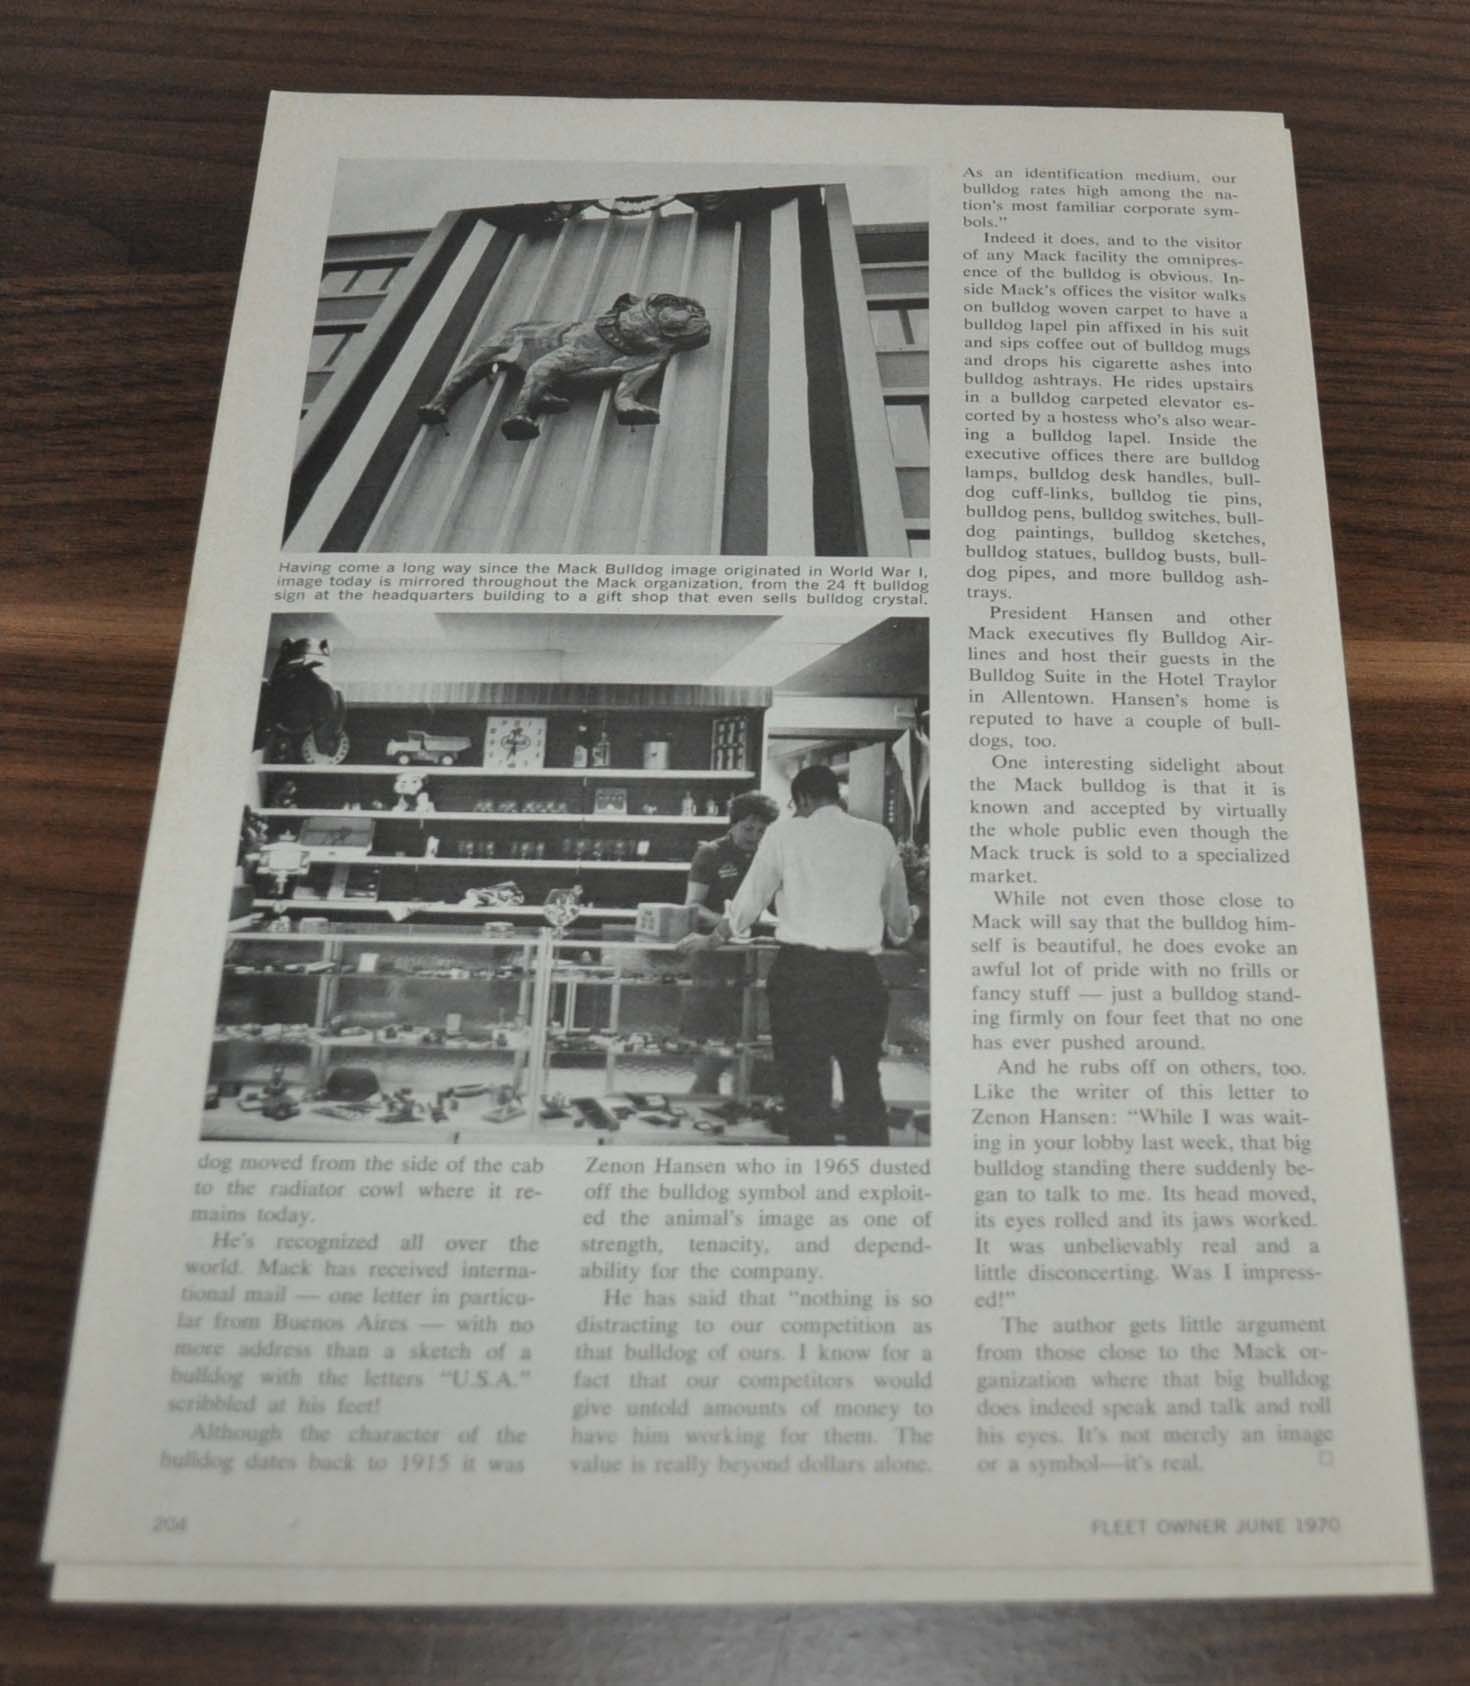 Having come a long way since the Mack Bulldog image originated in World War I,
image today is mirrored throughout the Mack organization, from the 24 ft bulldog
sign at the headquarters building to a gift shop that even sells bulldog crystal.
dog moved from the side of the cab
to the radiator cowl where it re-
mains today.
He's recognized all over the
world. Mack has received interna-
tional mail — one letter in particu-
lar from Buenos Aires — with no
more address than a sketch of a
bulldog with the letters "U.S.A."
scribbled at his feet!
Although the character of the
bulldog dates back to 1915 it was
Zenon Hansen who in 1965 dusted
off the bulldog symbol and exploit-
ed the animal's image as one of
strength, tenacity, and depend-
ability for the company.
He has said that "nothing is so
distracting to our competition as
that bulldog of ours. I know for a
fact that our competitors would
give untold amounts of money to
have him working for them. The
value is really beyond dollars alone.
As an identification medium, our
bulldog rates high among the na-
tion's most familiar corporate sym-
bols."
Indeed it does, and to the visitor
of any Mack facility the omnipres-
ence of the bulldog is obvious. In-
side Mack's offices the visitor walks
on bulldog woven carpet to have a
bulldog lapel pin affixed in his suit
and sips coffee out of bulldog mugs
and drops his cigarette ashes into
bulldog ashtrays. He rides upstairs
in a bulldog carpeted elevator es-
corted by a hostess who's also wear-
ing a bulldog lapel. Inside the
executive offices there are bulldog
lamps, bulldog desk handles, bull-
dog cuff-links, bulldog tie pins,
bulldog pens, bulldog switches, bull-
dog paintings, bulldog sketches,
bulldog statues, bulldog busts, bull-
dog pipes, and more bulldog ash-
trays.
President Hansen and other
Mack executives fly Bulldog Air-
lines and host their guests in the
Bulldog Suite in the Hotel Traylor
in Allentown. Hansen's home is
reputed to have a couple of bull-
dogs, too.
One interesting sidelight about
the Mack bulldog is that it is
known and accepted by virtually
the whole public even though the
Mack truck is sold to a specialized
market.
While not even those close to
Mack will say that the bulldog him-
self is beautiful, he does evoke an
awful lot of pride with no frills or
fancy stuff — just a bulldog stand-
ing firmly on four feet that no one
has ever pushed around.
And he rubs off on others, too.
Like the writer of this letter to
Zenon Hansen: "While I was wait-
ing in your lobby last week, that big
bulldog standing there suddenly be-
gan to talk to me. Its head moved,
its eyes rolled and its jaws worked.
It was unbelievably real and a
little disconcerting. Was I impress-
ed!"
The author gets little argument
from those close to the Mack or-
ganization where that big bulldog
does indeed speak and talk and roll
his eyes. It's not merely an image
or a symbol—it's real.
204
FLEET OWNER JUNE 1970